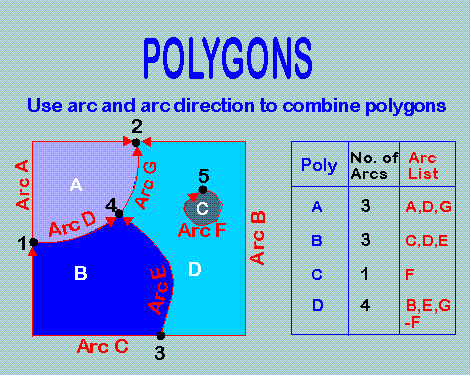 POLYGONS
Use arc and arc direction to combine polygons
2
Arc A
A
Arc G
5
C
Arc F
Arc B
4
Arc D
1
B
Arc E
D
Arc C
3
Poly No. of Arcs Arc List
A 3 A,D,G
B 3 C,D,E
C 1 F
D 4 B,E,G
-F